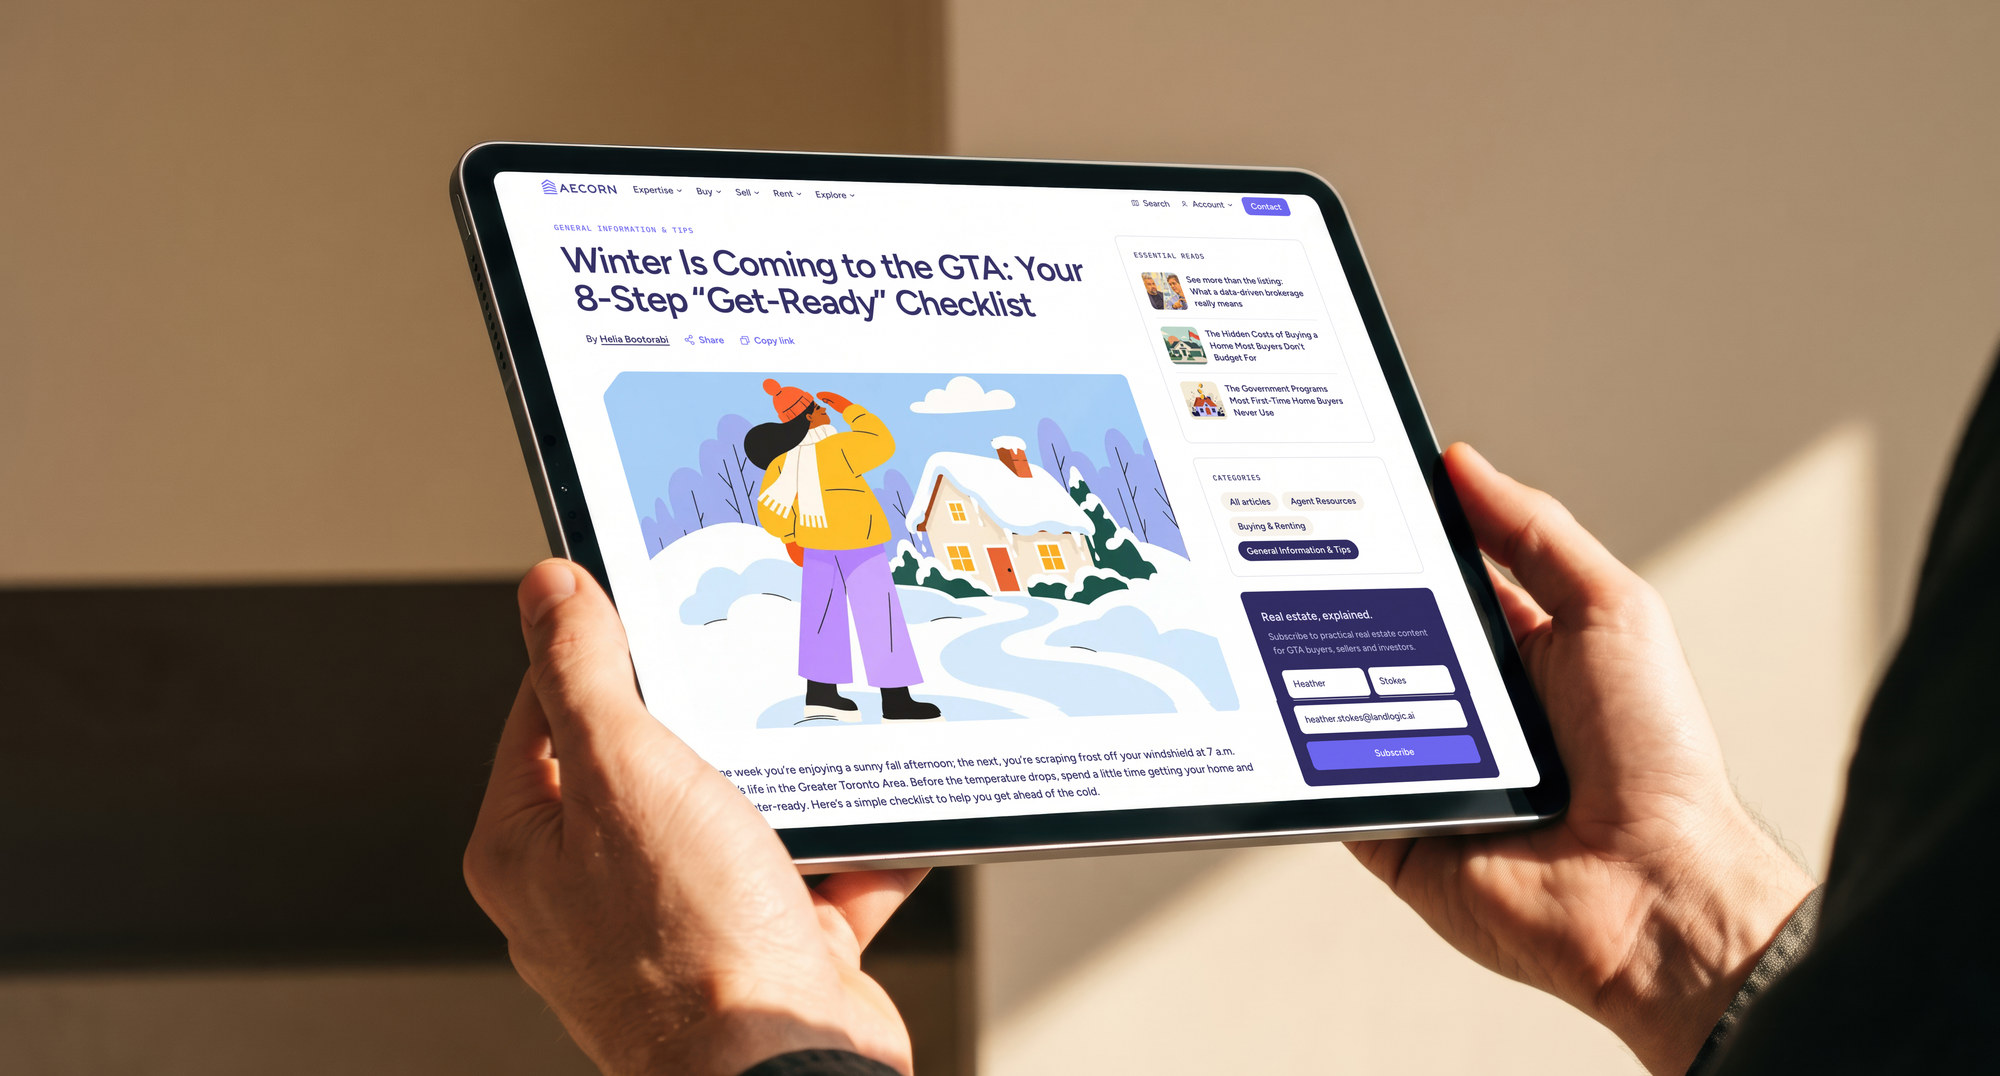 AECORN
Expertise
Buy
Sell
Rent
Explore
Search
Account
Contact
GENERAL INFORMATION & TIPS
Winter Is Coming to the GTA: Your
8-Step “Get-Ready” Checklist
By Helia Bootorabi
Share
Copy link
week you're enjoying a sunny fall afternoon; the next, you're scraping frost off your windshield at 7 a.m.
life in the Greater Toronto Area. Before the temperature drops, spend a little time getting your home and
Here's a simple checklist to help you get ahead of the cold.
ESSENTIAL READS
See more than the listing:
What a data-driven brokerage
really means
The Hidden Costs of Buying a
Home Most Buyers Don't
Budget For
The Government Programs
Most First-Time Home Buyers
Never Use
CATEGORIES
All articles
Agent Resources
Buying & Renting
General Information & Tips
Real estate, explained.
Subscribe to practical real estate content
for GTA buyers, sellers and investors.
Heather
Stokes
heather.stokes@landlogic.ai
Subscribe